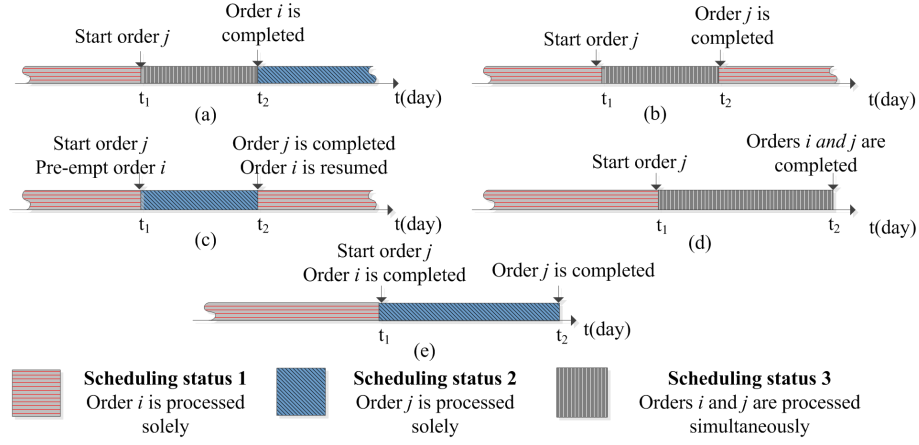 Start order j
Order i is
completed
t1
t2
t(day)
(a)
Start order j
Order j is
completed
t1
t2
t(day)
(b)
Start order j
Pre-empt order i
Order j is completed
Order i is resumed
t1
t2
t(day)
(c)
Start order j
Orders i and j are
completed
t1
t2
t(day)
(d)
Start order j
Order i is completed
Order j is completed
t1
t2
t(day)
(e)
Scheduling status 1
Order i is processed
solely
Scheduling status 2
Order j is processed
solely
Scheduling status 3
Orders i and j are processed
simultaneously